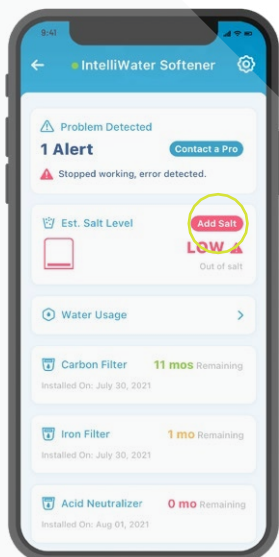 9:41
IntelliWater Softener
Problem Detected
1 Alert
Contact a Pro
Stopped working, error detected.
Est. Salt Level
Add Salt
LOW
Out of salt
Water Usage
Carbon Filter 11 mos Remaining
Installed On: July 30, 2021
Iron Filter 1 mo Remaining
Installed On: July 30, 2021
Acid Neutralizer 0 mo Remaining
Installed On: Aug 01, 2021